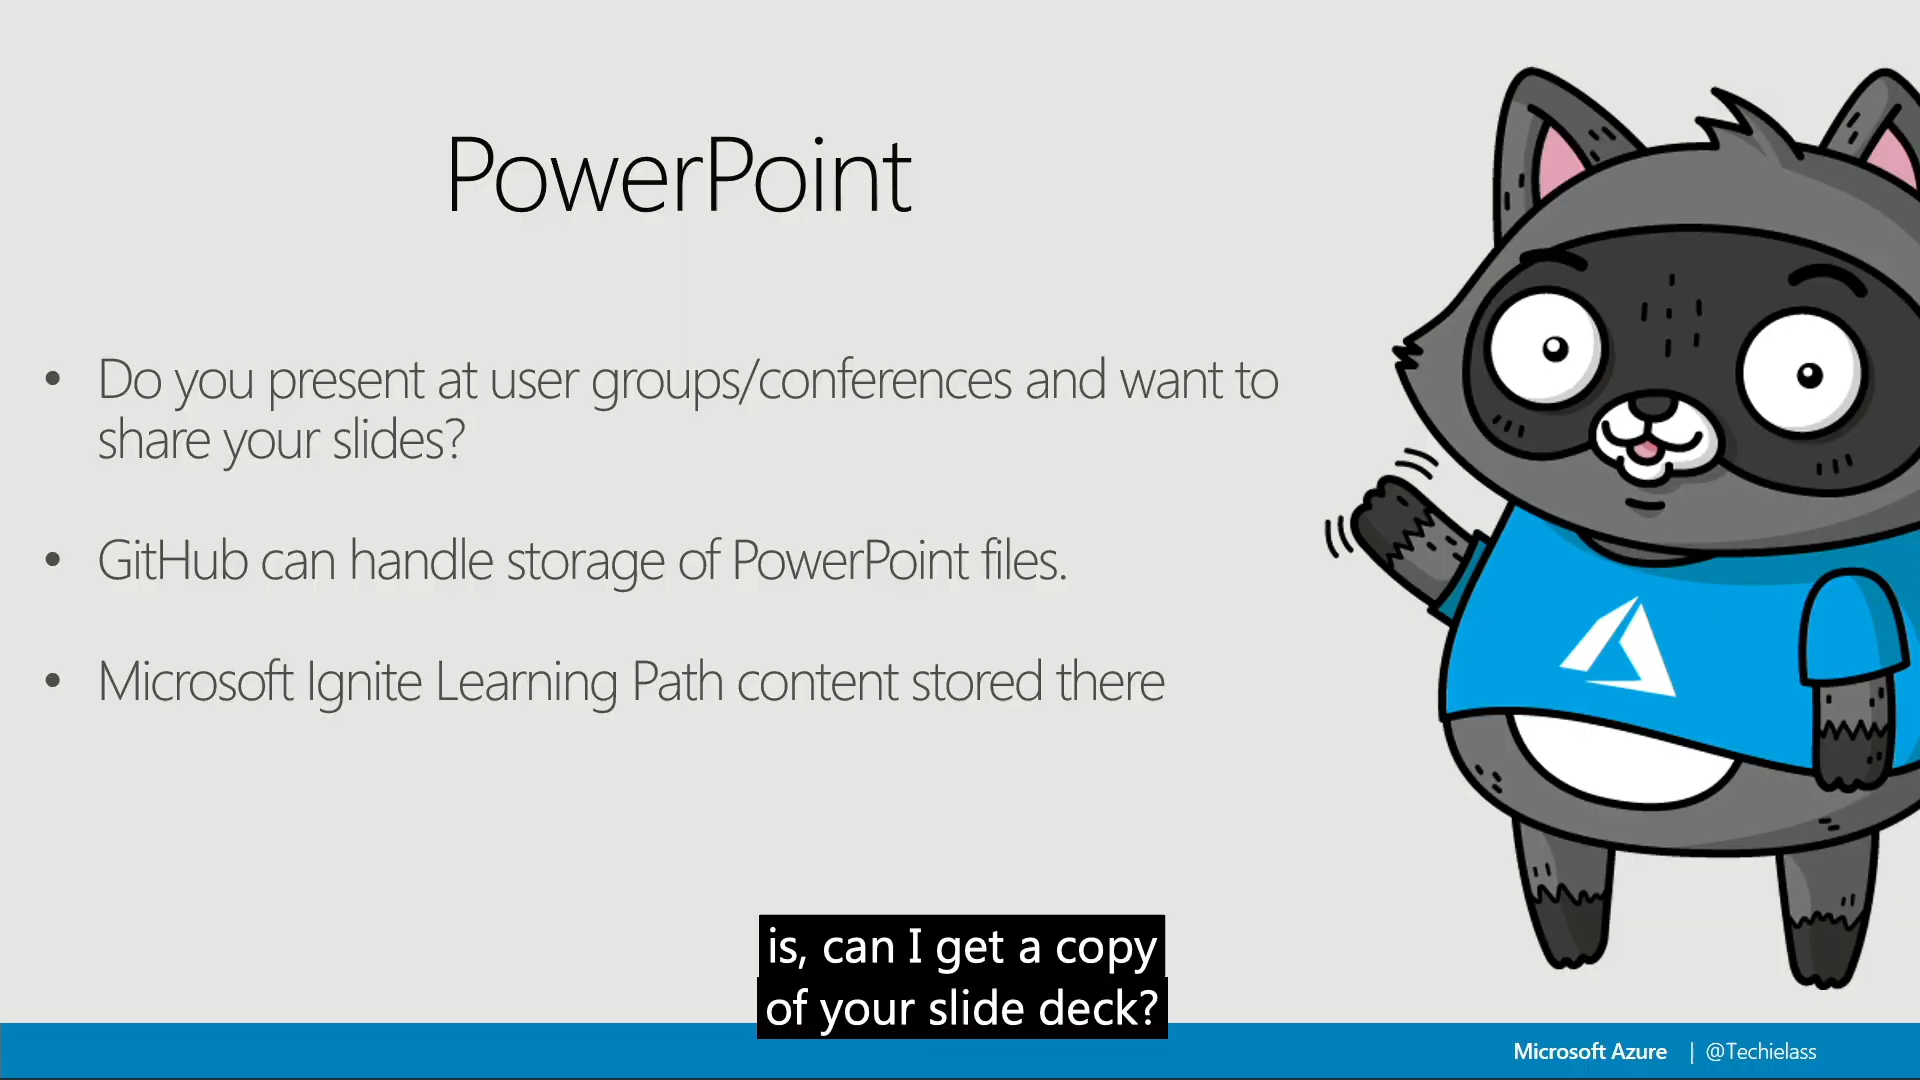 PowerPoint
• Do you present at user groups/conferences and want to
share your slides?
• GitHub can handle storage of PowerPoint files.
• Microsoft Ignite Learning Path content stored there
is, can I get a copy
of your slide deck?
Microsoft Azure | @Techielass